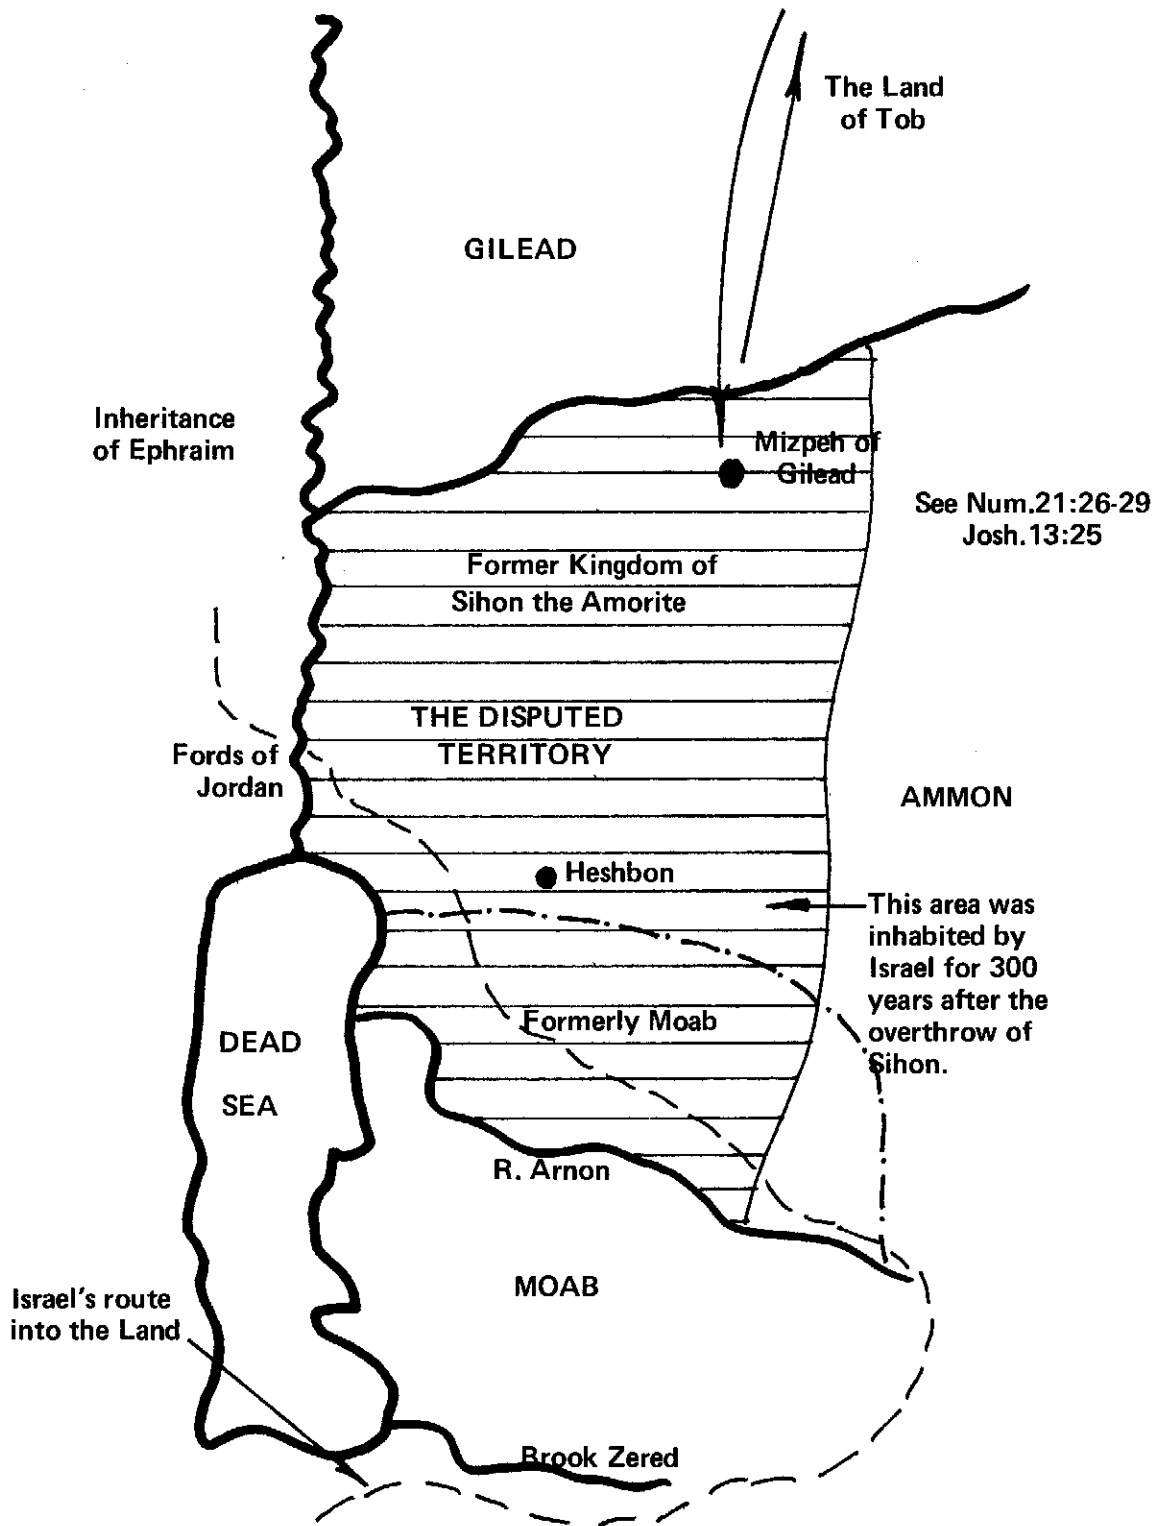 The Land
of Tob
GILEAD
Inheritance
of Ephraim
Mizpeh of
Gilead
See Num.21:26-29
Josh.13:25
Former Kingdom of
Sihon the Amorite
THE DISPUTED
TERRITORY
Fords of
Jordan
AMMON
Heshbon
This area was
inhabited by
Israel for 300
years after the
overthrow of
Sihon.
Formerly Moab
DEAD
SEA
R. Arnon
MOAB
Israel's route
into the Land
Brook Zered